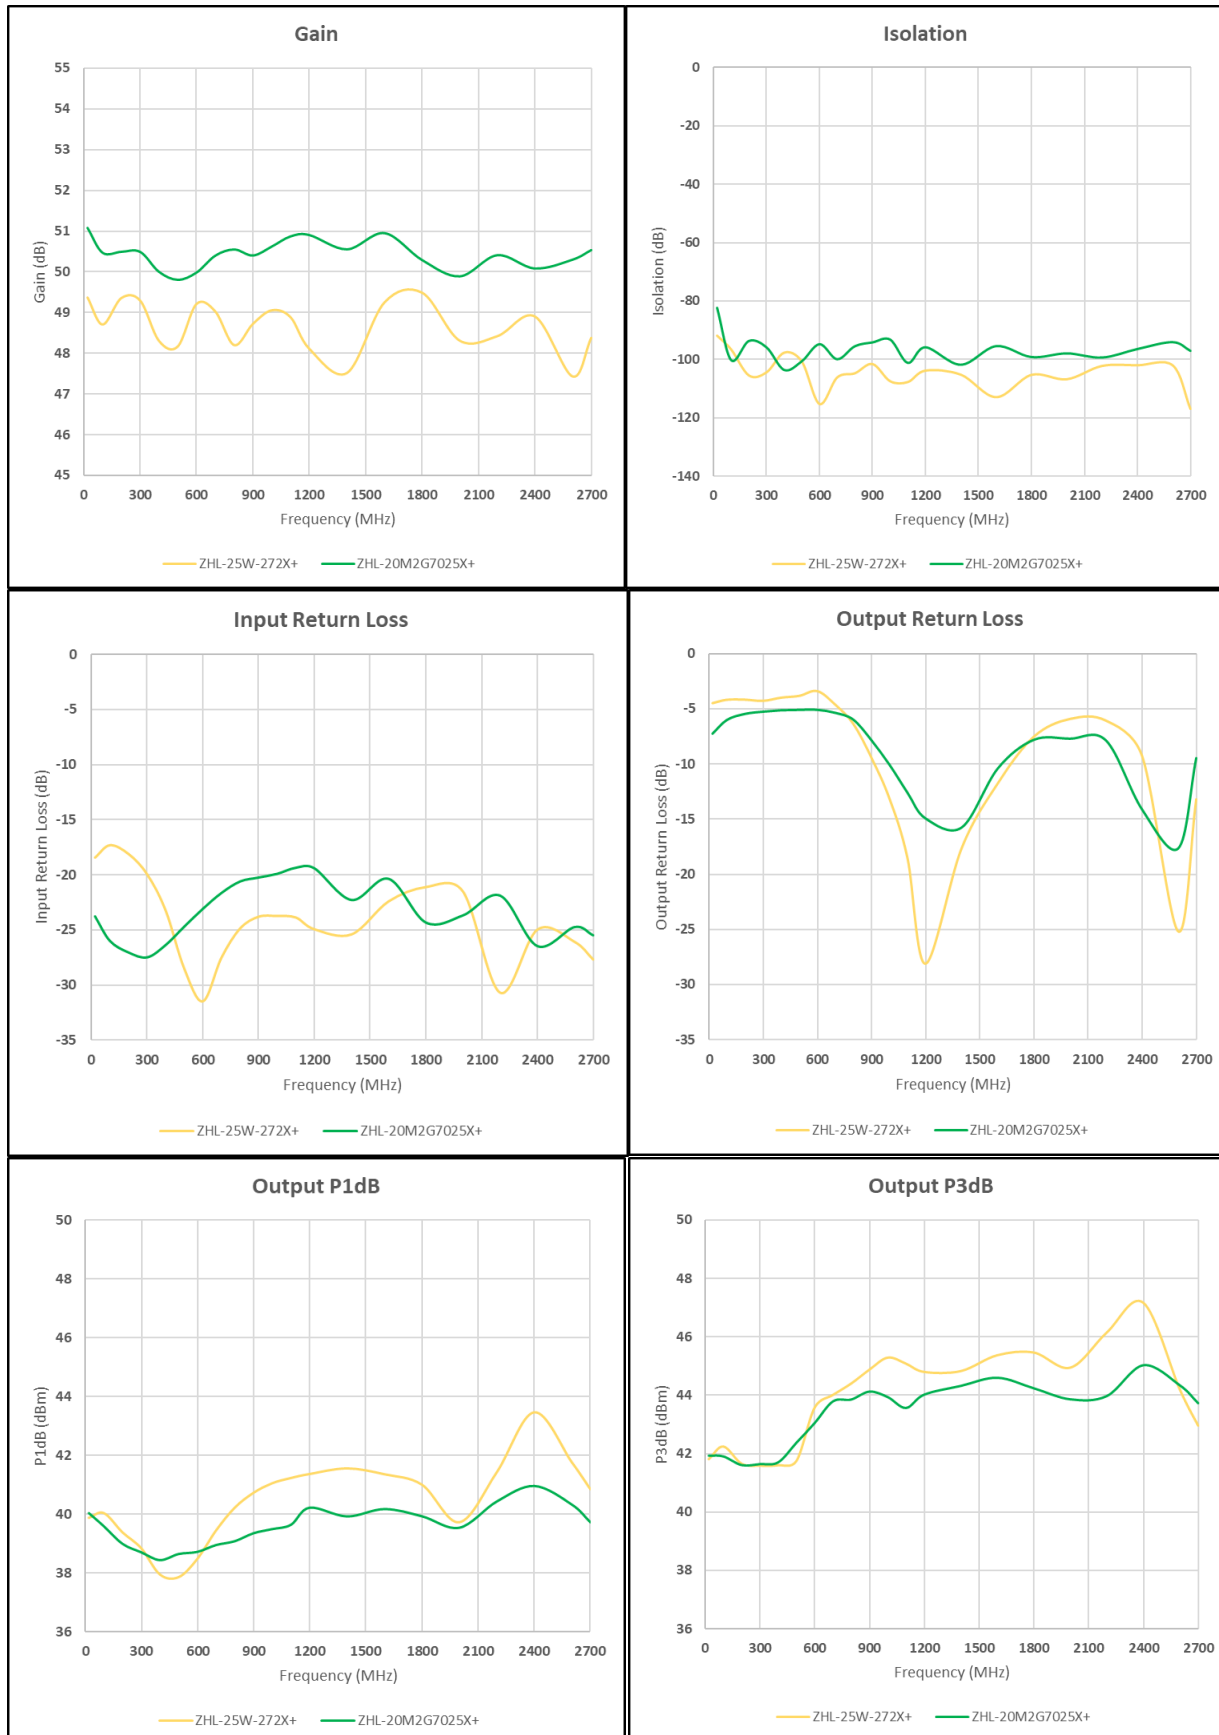 Gain
55
54
53
52
51
50
49
48
47
46
45
Gain (dB)
0 300 600 900 1200 1500 1800 2100 2400 2700
Frequency (MHz)
ZHL-25W-272X+ ZHL-20M2G7025X+
Isolation
0
-20
-40
-60
-80
-100
-120
-140
Isolation (dB)
0 300 600 900 1200 1500 1800 2100 2400 2700
Frequency (MHz)
ZHL-25W-272X+ ZHL-20M2G7025X+
Input Return Loss
0
-5
-10
-15
-20
-25
-30
-35
Input Return Loss (dB)
0 300 600 900 1200 1500 1800 2100 2400 2700
Frequency (MHz)
ZHL-25W-272X+ ZHL-20M2G7025X+
Output Return Loss
0
-5
-10
-15
-20
-25
-30
-35
Output Return Loss (dB)
0 300 600 900 1200 1500 1800 2100 2400 2700
Frequency (MHz)
ZHL-25W-272X+ ZHL-20M2G7025X+
Output P1dB
50
48
46
44
42
40
38
36
P1dB (dBm)
0 300 600 900 1200 1500 1800 2100 2400 2700
Frequency (MHz)
ZHL-25W-272X+ ZHL-20M2G7025X+
Output P3dB
50
48
46
44
42
40
38
36
P3dB (dBm)
0 300 600 900 1200 1500 1800 2100 2400 2700
Frequency (MHz)
ZHL-25W-272X+ ZHL-20M2G7025X+